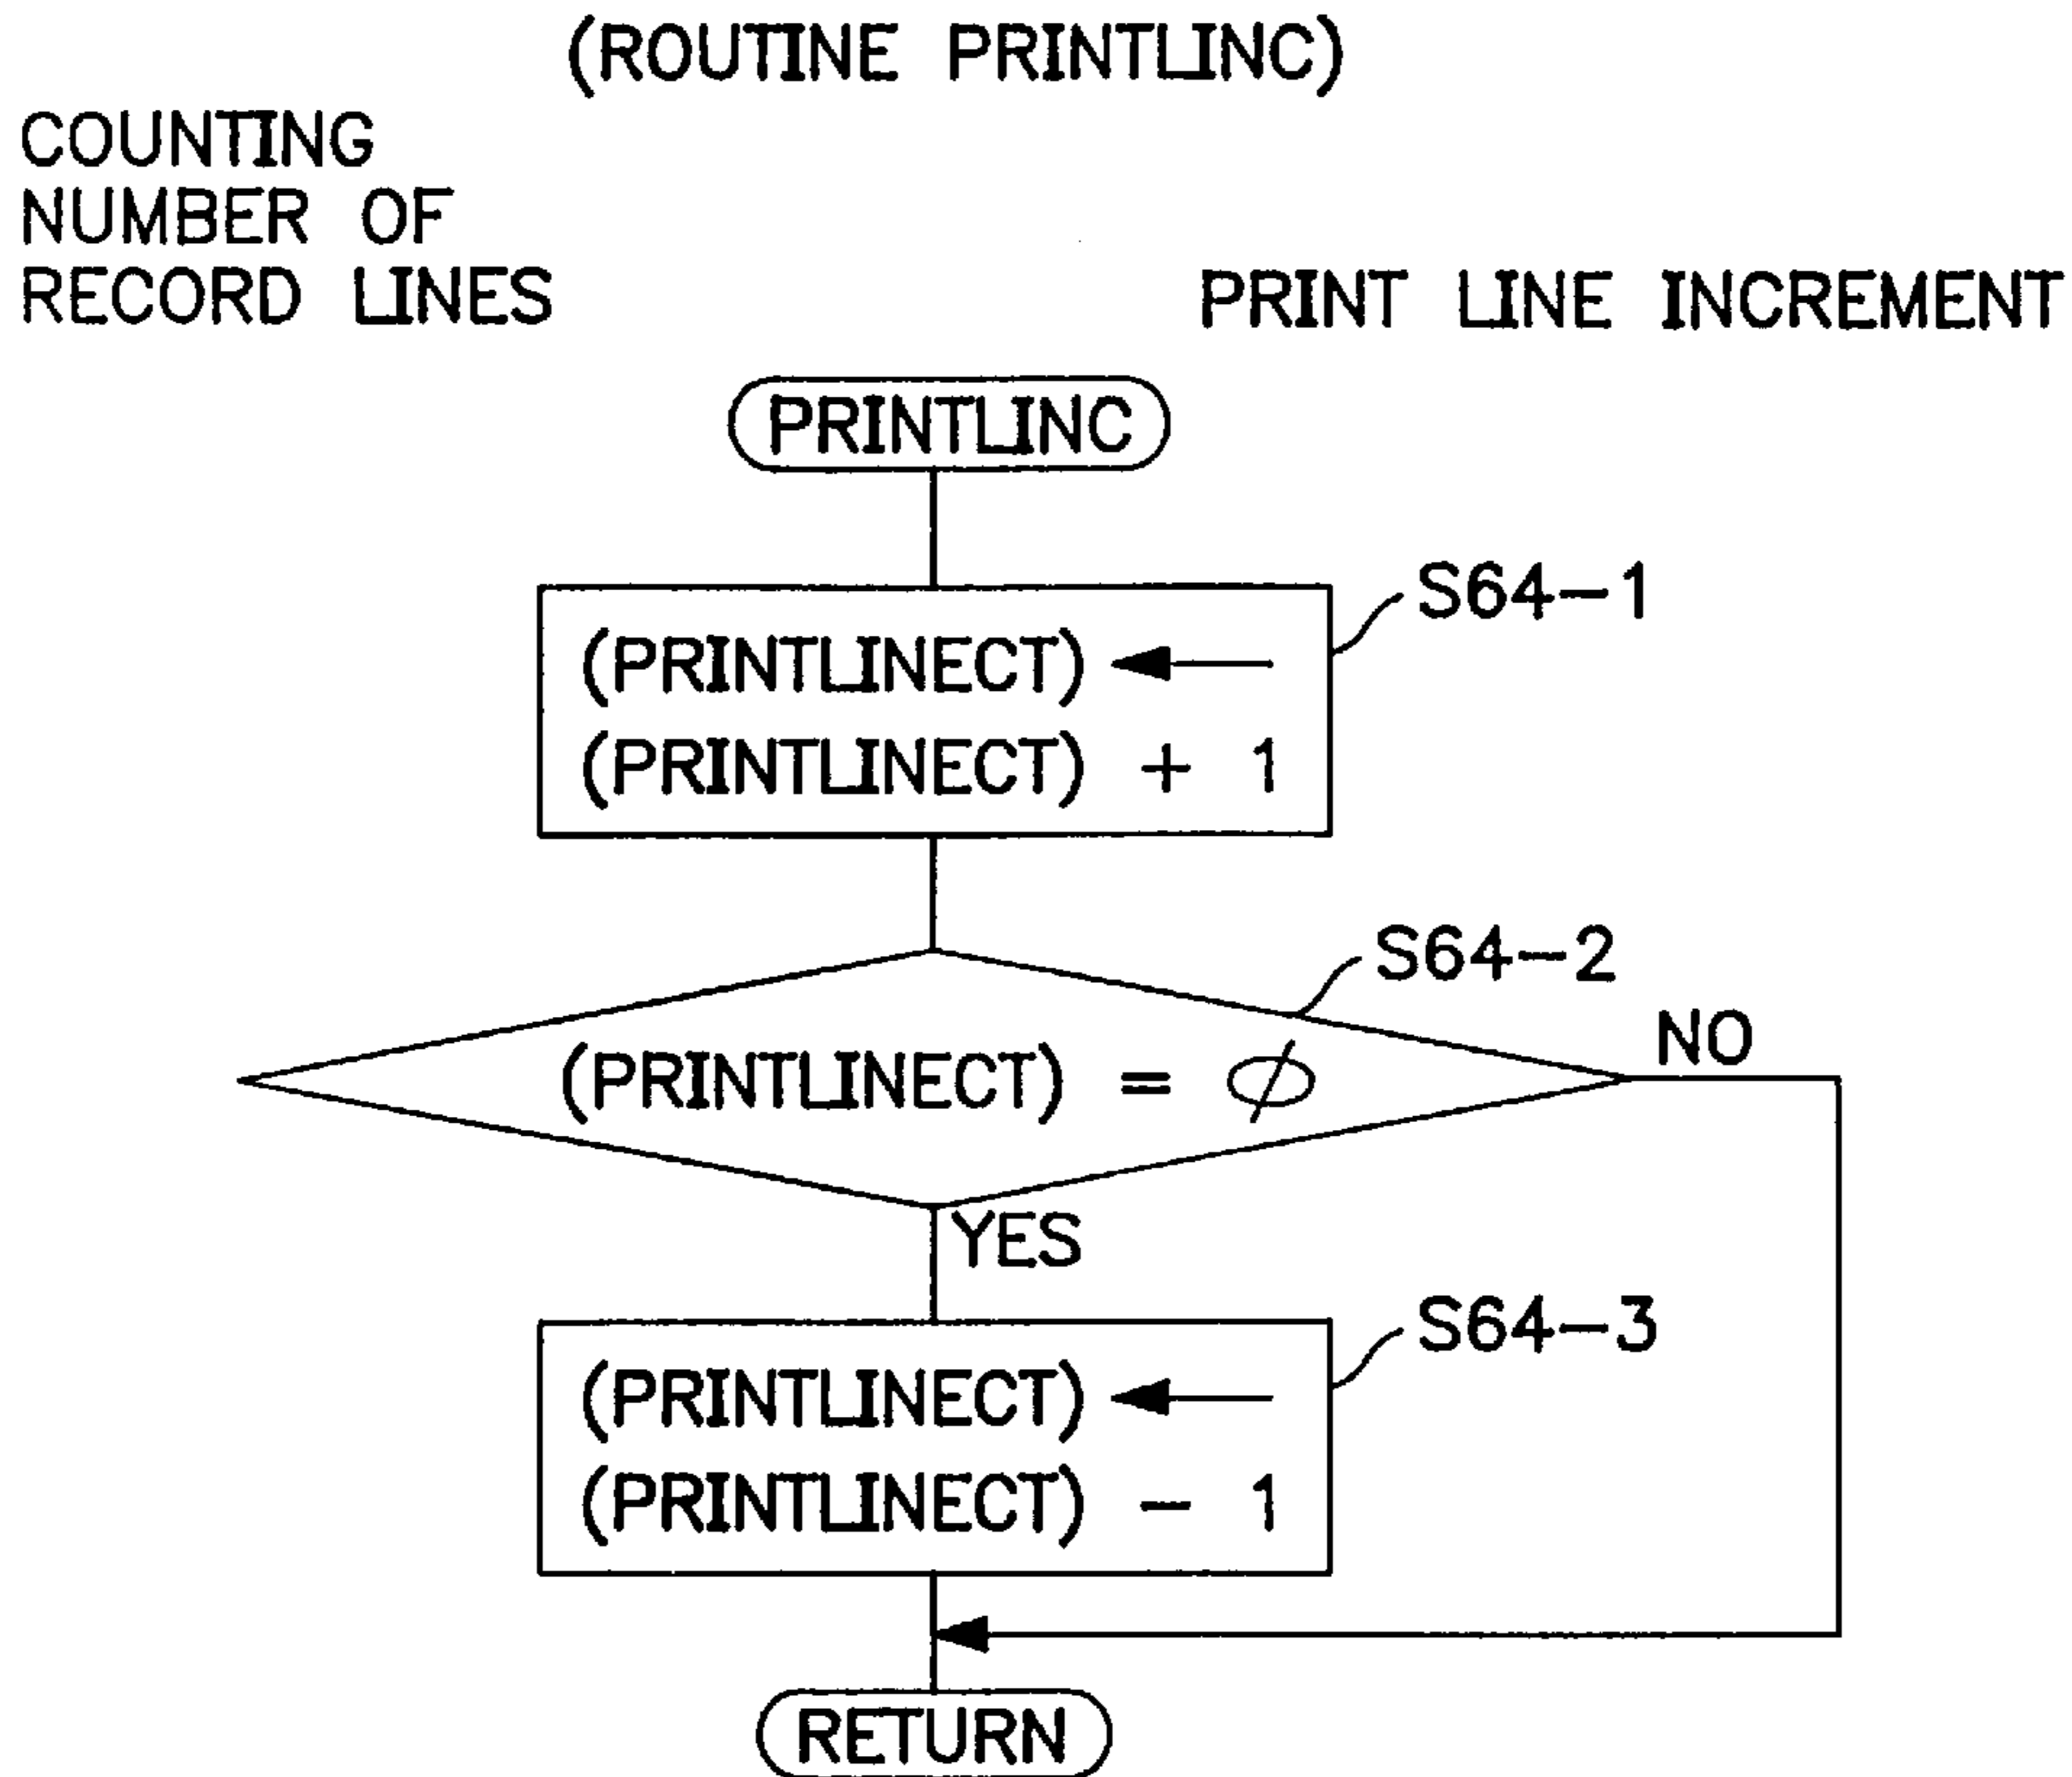 (ROUTINE PRINTLINC)
COUNTING
NUMBER OF
RECORD LINES
PRINT LINE INCREMENT
PRINTLINC
S64-1
(PRINTLINECT) ←
(PRINTLINECT) + 1
S64-2
NO
(PRINTLINECT) = ϕ
YES
S64-3
(PRINTLINECT) ←
(PRINTLINECT) - 1
RETURN